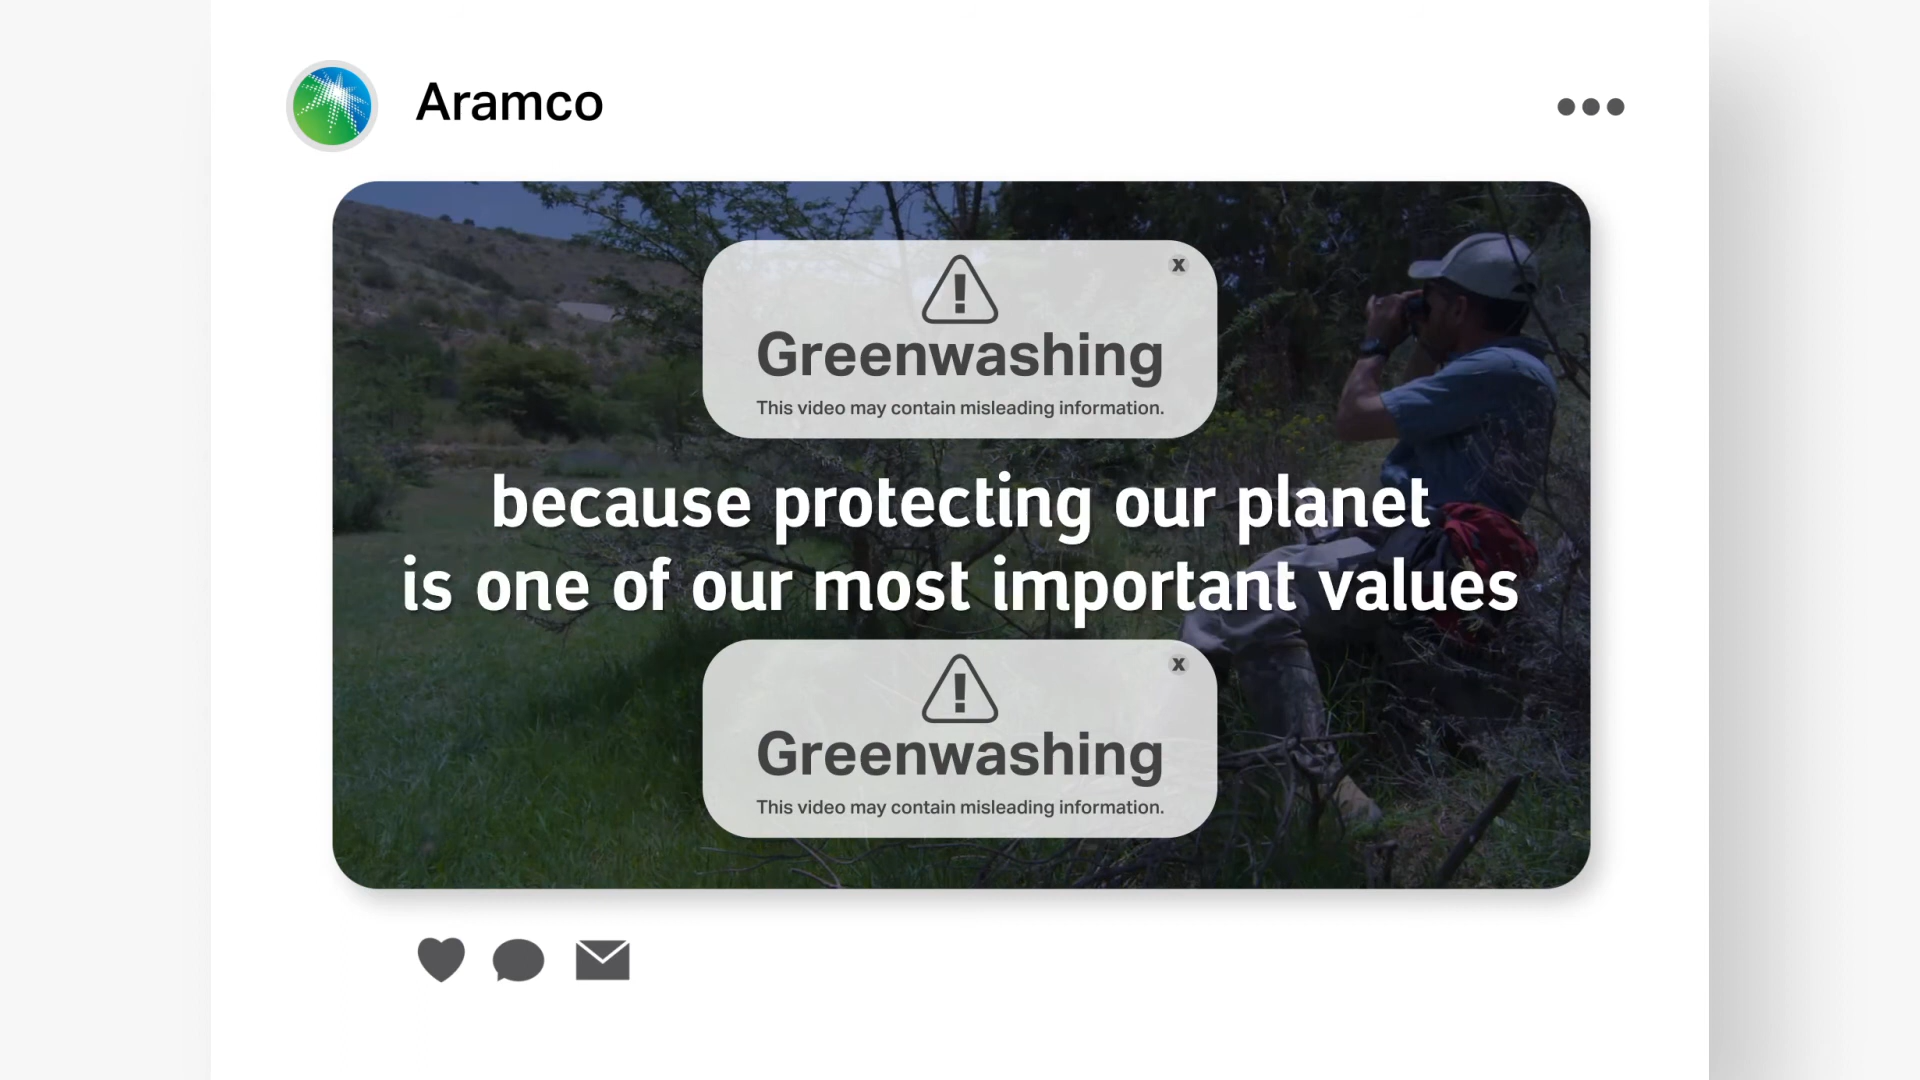 Aramco
x
Greenwashing
This video may contain misleading information.
because protecting our planet
is one of our most important values
x
Greenwashing
This video may contain misleading information.